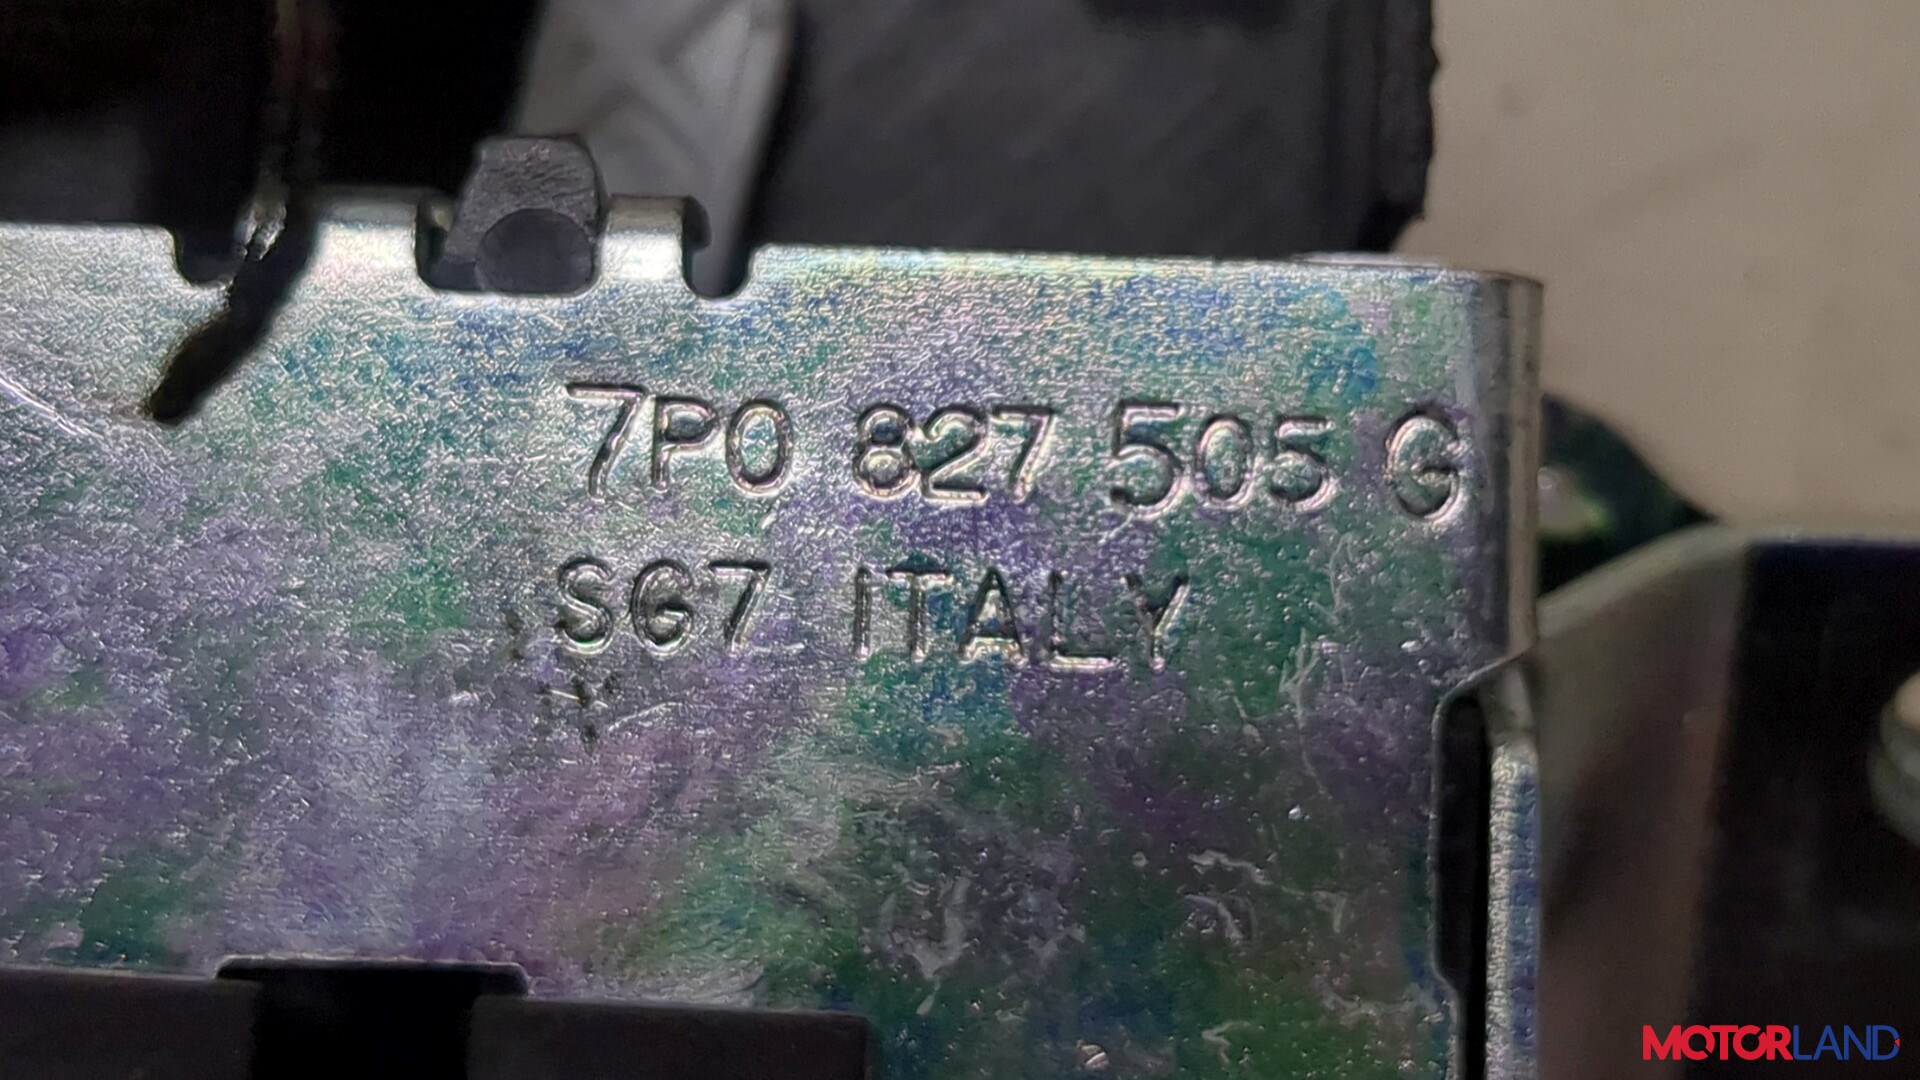 7P0 827 505 G
SG7 ITALY
MOTORLAND